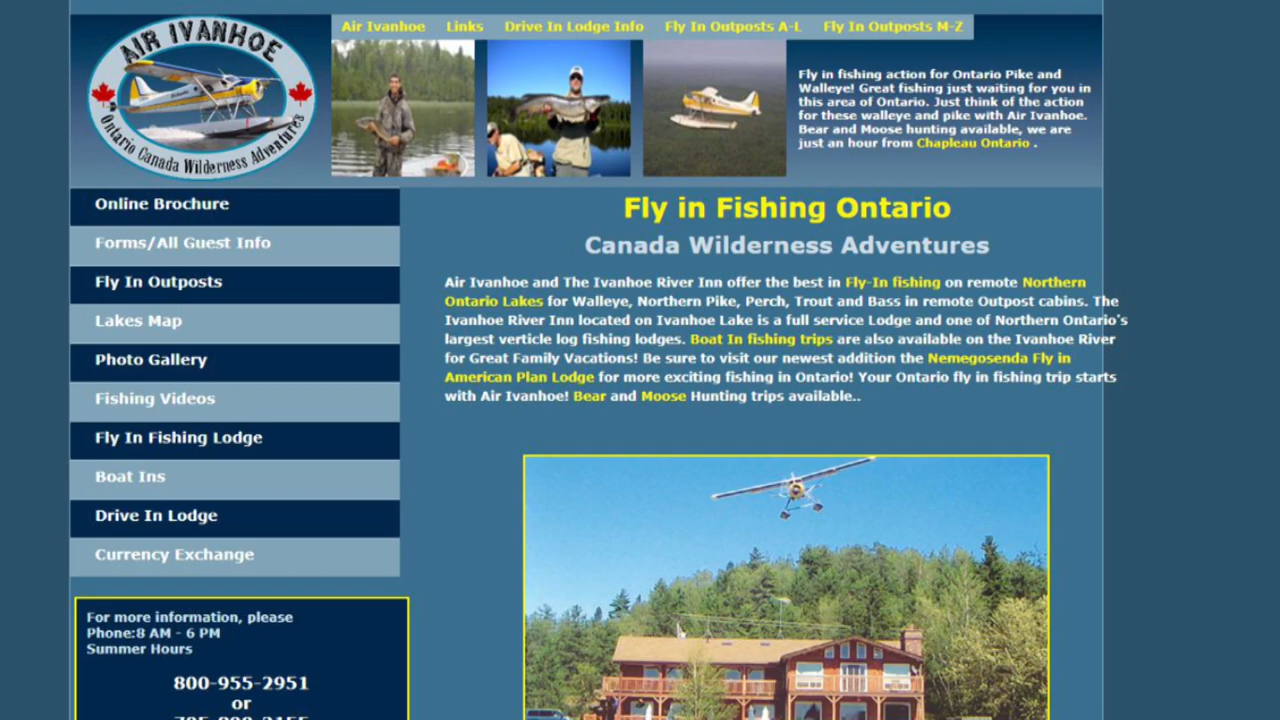 AIR IVANHOE
Ontario Canada Wilderness Adventures
Air Ivanhoe Links Drive In Lodge Info Fly In Outposts A-L Fly In Outposts M-Z
Fly in fishing action for Ontario Pike and
Walleye! Great fishing just waiting for you in
this area of Ontario. Just think of the action
for these walleye and pike with Air Ivanhoe.
Bear and Moose hunting available, we are
just an hour from Chapleau Ontario .
Online Brochure
Forms/All Guest Info
Fly In Outposts
Lakes Map
Photo Gallery
Fishing Videos
Fly In Fishing Lodge
Boat Ins
Drive In Lodge
Currency Exchange
For more information, please
Phone:8 AM - 6 PM
Summer Hours
800-955-2951
or
Fly in Fishing Ontario
Canada Wilderness Adventures
Air Ivanhoe and The Ivanhoe River Inn offer the best in Fly-In fishing on remote Northern
Ontario Lakes for Walleye, Northern Pike, Perch, Trout and Bass in remote Outpost cabins. The
Ivanhoe River Inn located on Ivanhoe Lake is a full service Lodge and one of Northern Ontario's
largest verticle log fishing lodges. Boat In fishing trips are also available on the Ivanhoe River
for Great Family Vacations! Be sure to visit our newest addition the Nemegosenda Fly in
American Plan Lodge for more exciting fishing in Ontario! Your Ontario fly in fishing trip starts
with Air Ivanhoe! Bear and Moose Hunting trips available..